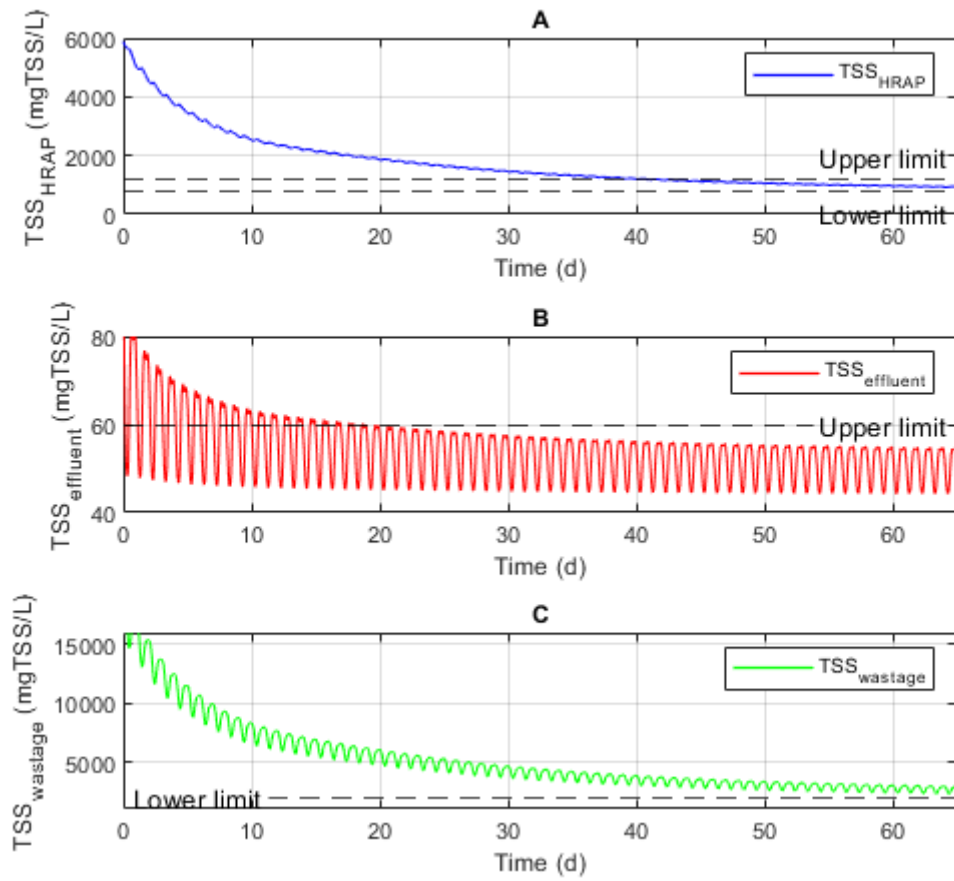 A
TSS_HRAP (mgTSS/L)
6000
4000
2000
0
TSS_HRAP
Upper limit
Lower limit
0 10 20 30 40 50 60
Time (d)
B
TSS_effluent (mgTSS/L)
80
60
40
TSS_effluent
Upper limit
0 10 20 30 40 50 60
Time (d)
C
TSS_wastage (mgTSS/L)
15000
10000
5000
TSS_wastage
Lower limit
0 10 20 30 40 50 60
Time (d)